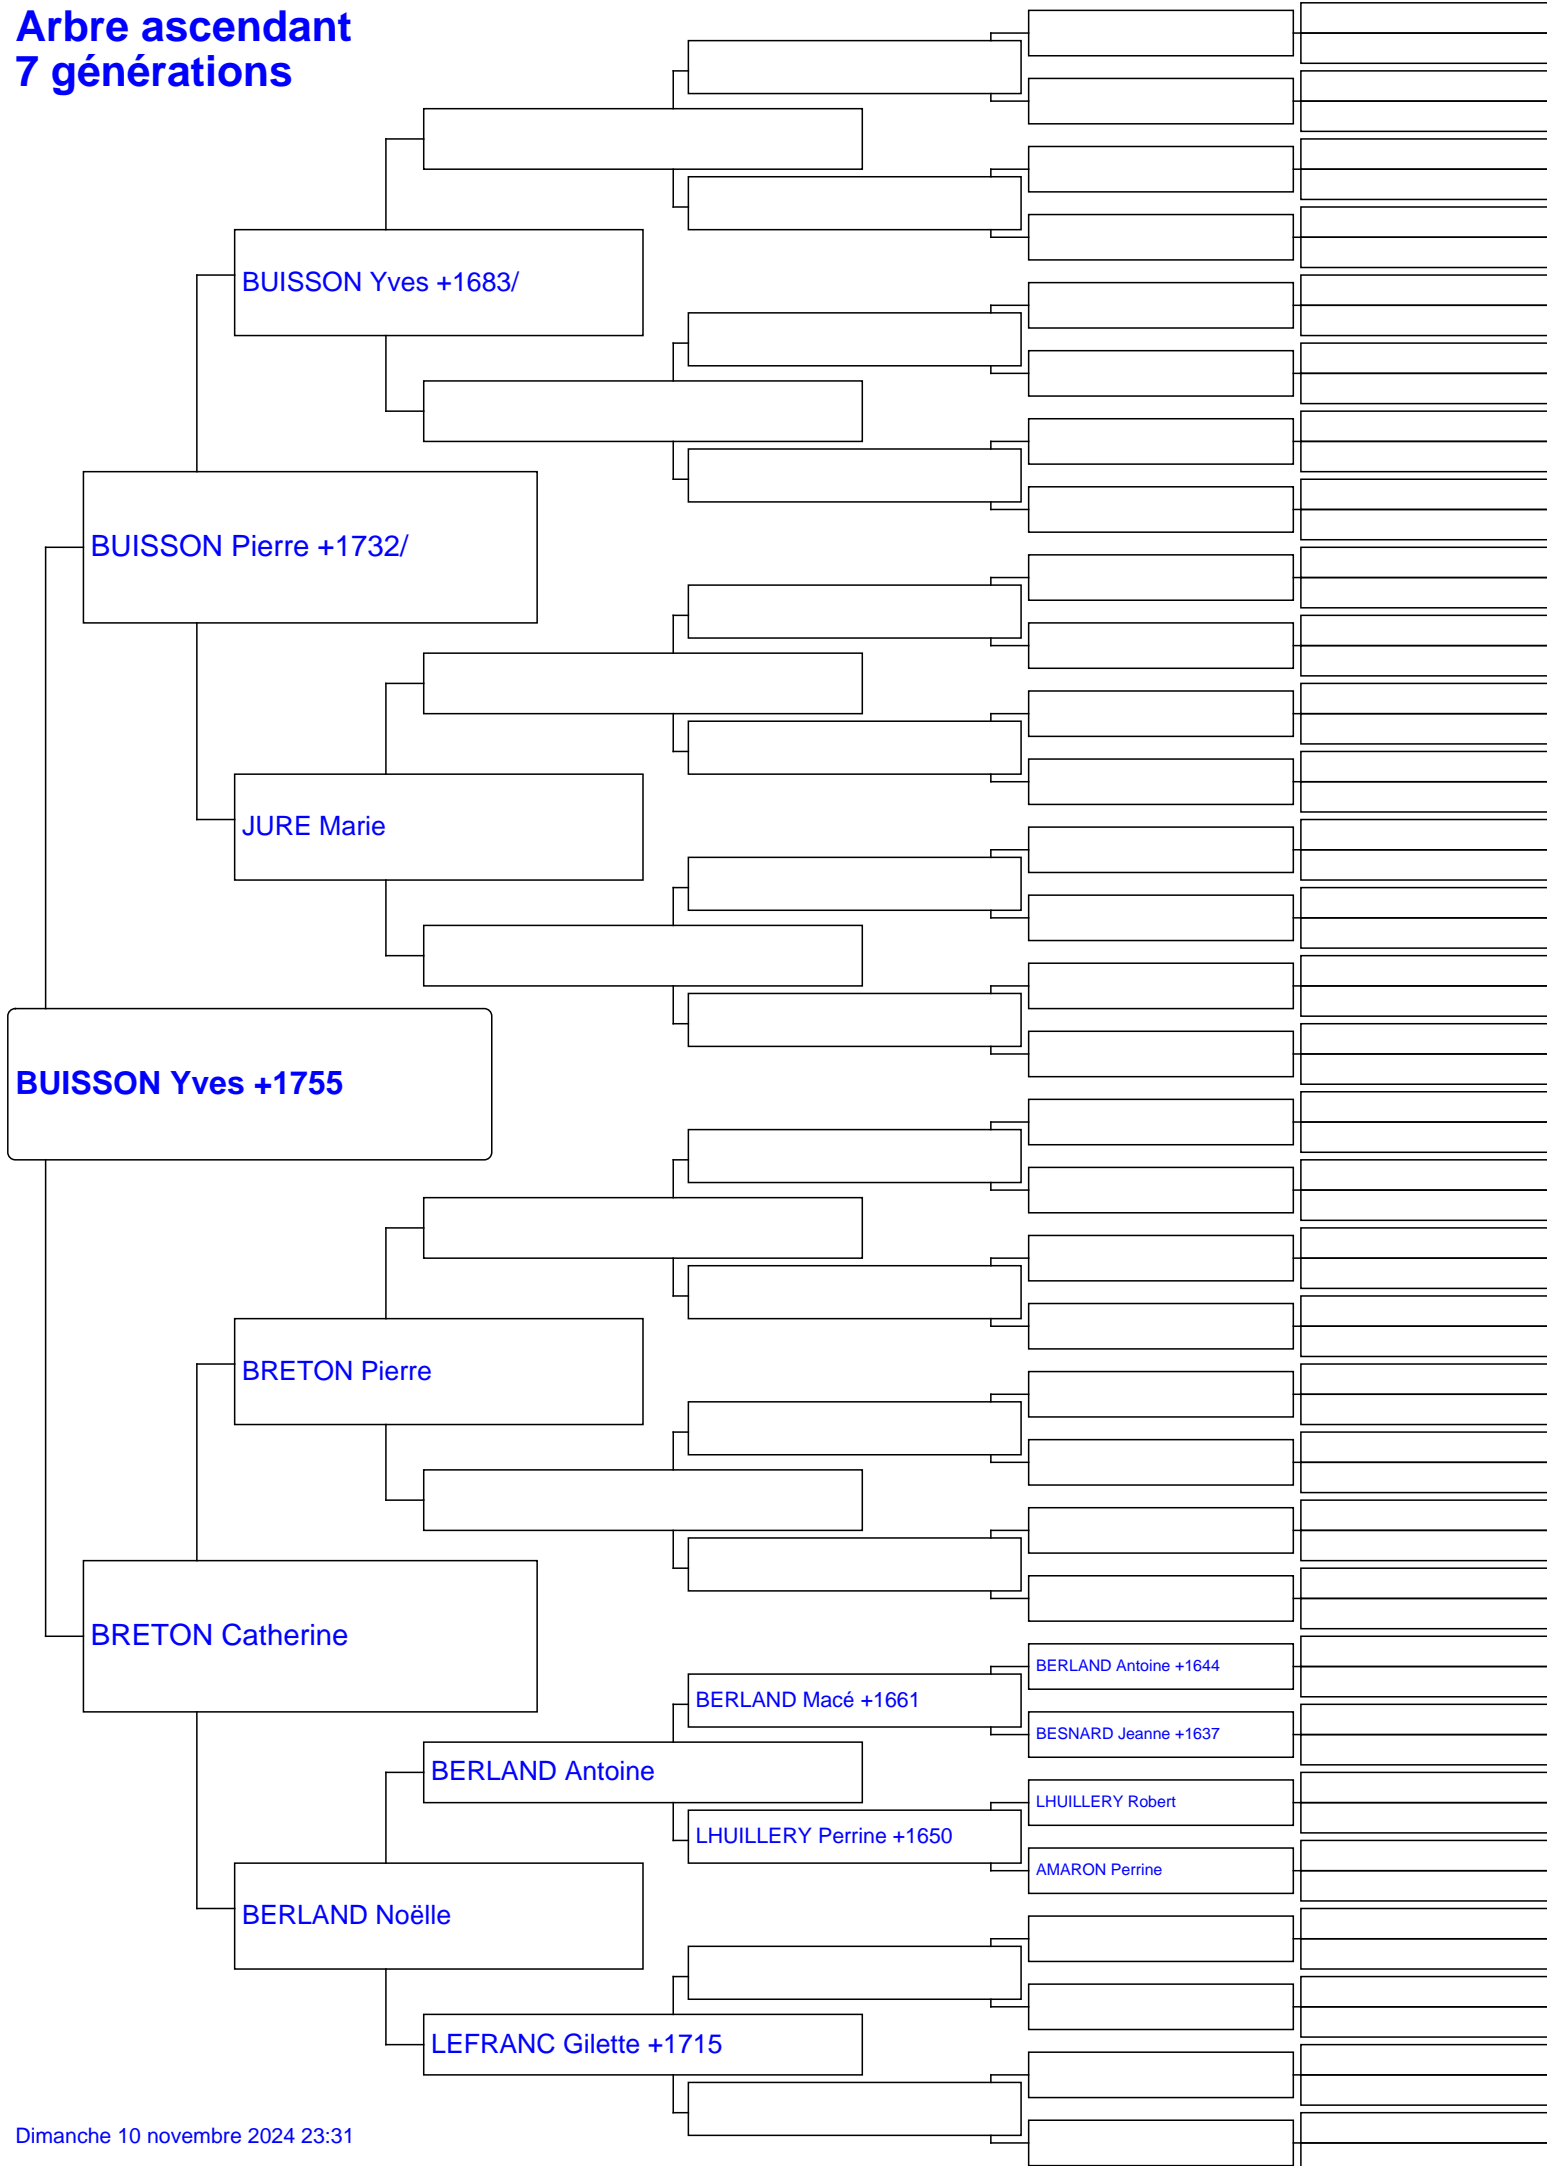 Arbre ascendant
7 générations
BUISSON Yves +1683/
BUISSON Pierre +1732/
JURE Marie
BUISSON Yves +1755
BRETON Pierre
BRETON Catherine
BERLAND Antoine +1644
BERLAND Macé +1661
BESNARD Jeanne +1637
BERLAND Antoine
LHUILLERY Robert
LHUILLERY Perrine +1650
AMARON Perrine
BERLAND Noëlle
LEFRANC Gilette +1715
Dimanche 10 novembre 2024 23:31